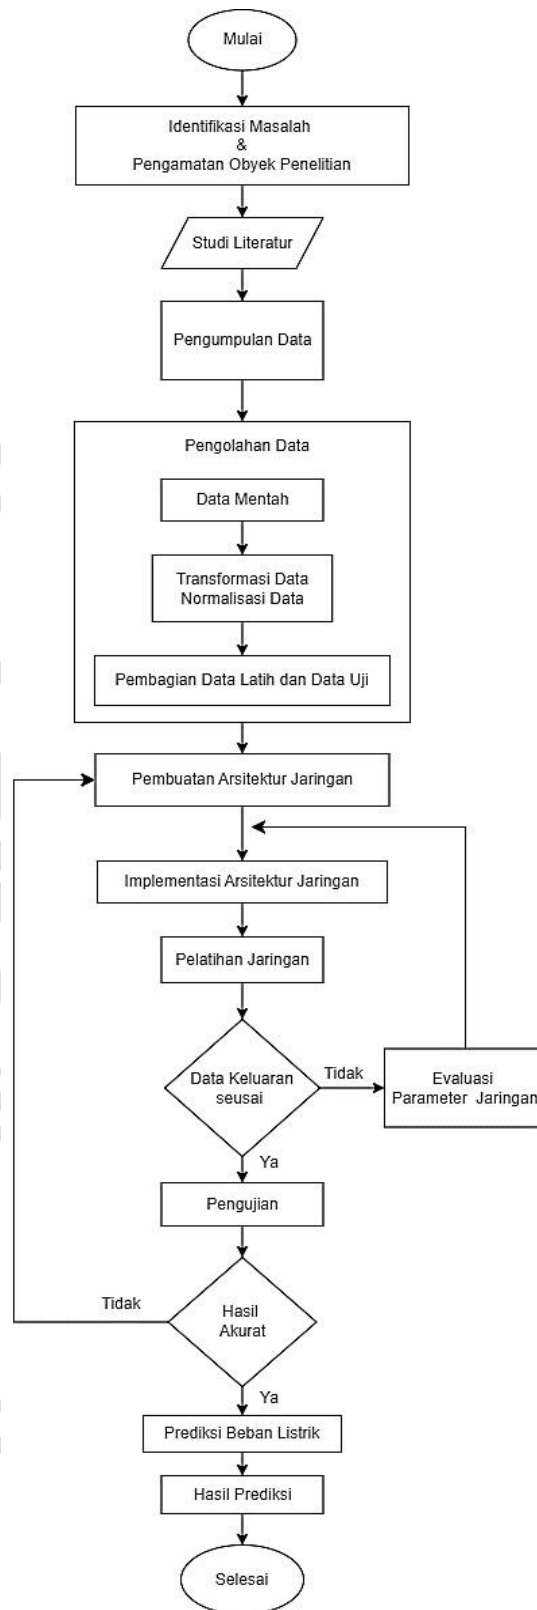 Mulai
Identifikasi Masalah
&
Pengamatan Obyek Penelitian
Studi Literatur
Pengumpulan Data
Pengolahan Data
Data Mentah
Transformasi Data
Normalisasi Data
Pembagian Data Latih dan Data Uji
Pembuatan Arsitektur Jaringan
Implementasi Arsitektur Jaringan
Pelatihan Jaringan
Data Keluaran
seusai
Tidak
Evaluasi
Parameter Jaringan
Ya
Pengujian
Hasil
Akurat
Tidak
Ya
Prediksi Beban Listrik
Hasil Prediksi
Selesai